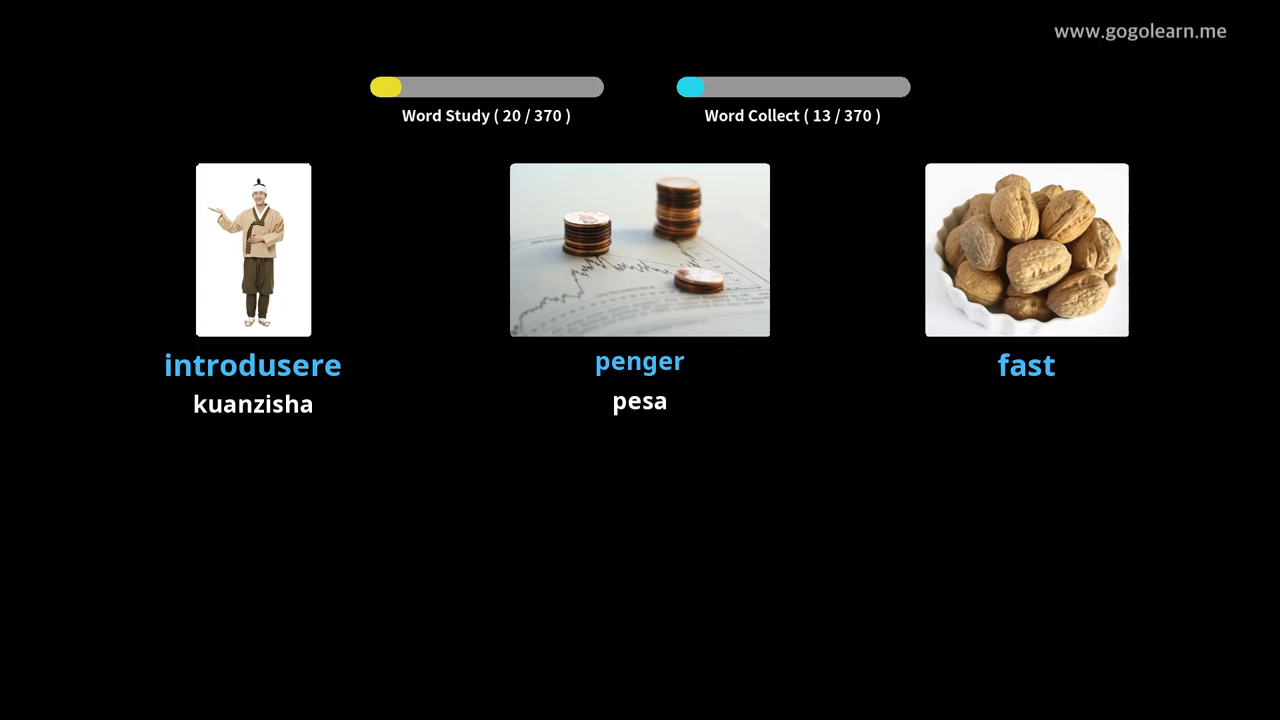 www.gogolearn.me
Word Study ( 20 / 370 )
Word Collect ( 13 / 370 )
introdusere
kuanzisha
penger
pesa
fast